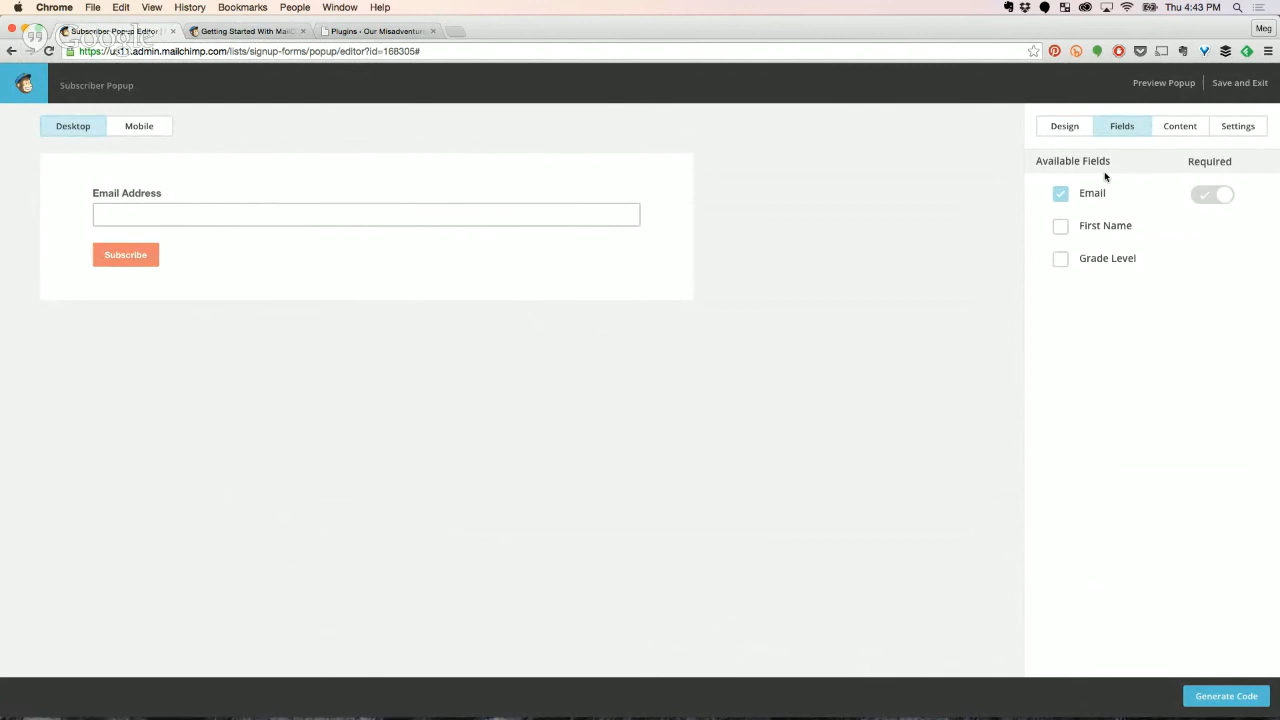 Chrome File Edit View History Bookmarks People Window Help Thu 4:43 PM
Subscriber Popup Editor Getting Started With MailC Plugins ‹ Our Misadventure Meg
Google
https://us11.admin.mailchimp.com/lists/signup-forms/popup/editor?id=168305#
Subscriber Popup Preview Popup Save and Exit
Desktop Mobile Design Fields Content Settings
Available Fields Required
Email Address
Email
First Name
Subscribe
Grade Level
Generate Code